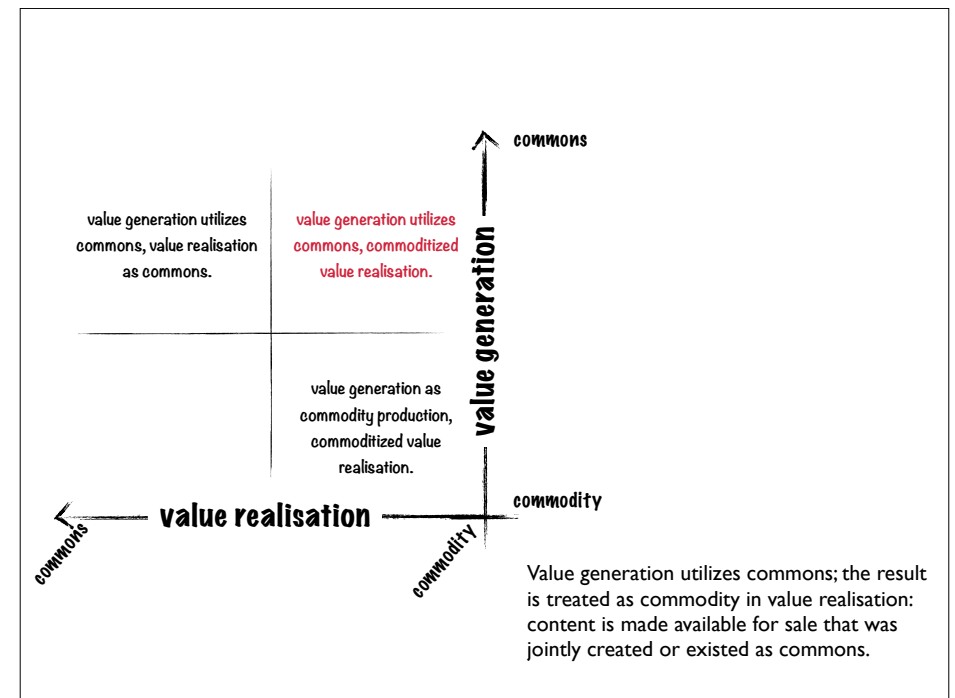 commons
value generation utilizes
commons, value realisation
as commons.
value generation utilizes
commons, commoditized
value realisation.
value generation
value generation as
commodity production,
commoditized value
realisation.
commodity
value realisation
commons
commodity
Value generation utilizes commons; the result
is treated as commodity in value realisation:
content is made available for sale that was
jointly created or existed as commons.